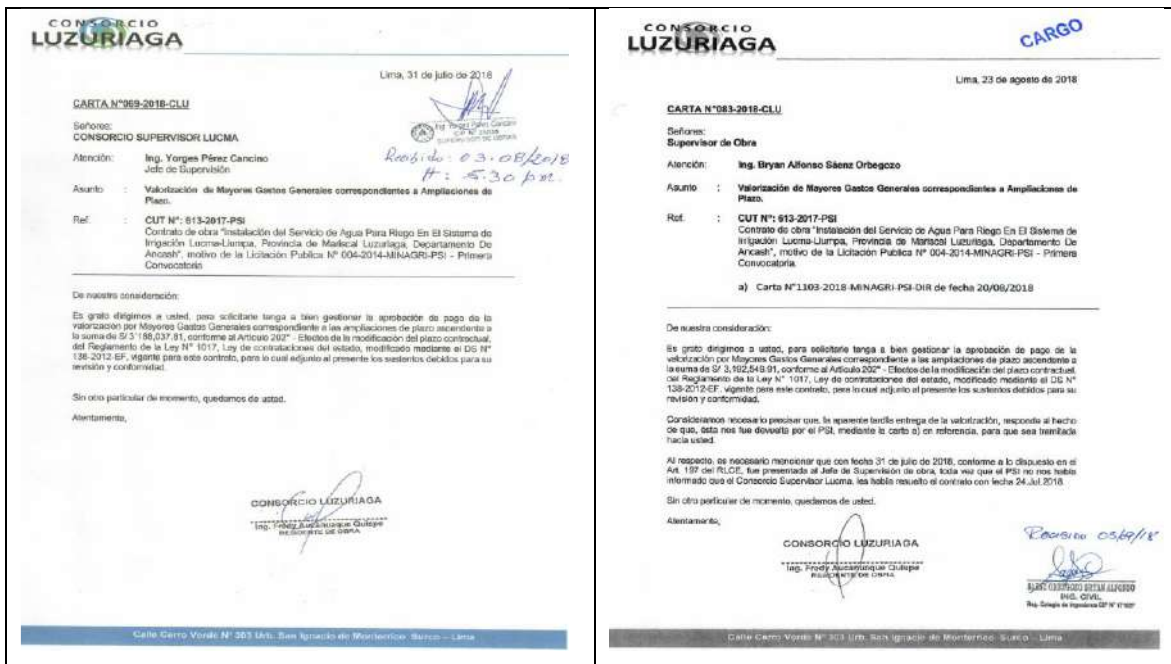 CONSORCIO
LUZURIAGA
Lima, 31 de julio de 2018
CARTA N°069-2018-CLU
Señores:
CONSORCIO SUPERVISOR LUCMA
Atención: Ing. Yorges Pérez Cancino
Jefe de Supervisión
Recibido: 03.08/2018
H: 5.30 pm.
Asunto : Valorización de Mayores Gastos Generales correspondientes a Ampliaciones de
Plazo.
Ref. : CUT N°: 613-2017-PSI
Contrato de obra "Instalación del Servicio de Agua Para Riego En El Sistema de
Irrigación Lucma-Llumpa, Provincia de Mariscal Luzuriaga, Departamento De
Ancash", motivo de la Licitación Publica N° 004-2014-MINAGRI-PSI - Primera
Convocatoria
De nuestra consideración:
Es grato dirigirnos a usted, para solicitarle tenga a bien gestionar la aprobación de pago de la
valorización por Mayores Gastos Generales correspondiente a las ampliaciones de plazo ascendente a
la suma de S/ 3'188,037.81, conforme al Articulo 202° - Efectos de la modificación del plazo contractual,
del Reglamento de la Ley N° 1017, Ley de contrataciones del estado, modificado mediante el DS N°
138-2012-EF, vigente para este contrato, para lo cual adjunto al presente los sustentos debidos para su
revisión y conformidad.
Sin otro particular de momento, quedamos de usted.
Atentamente,
CONSORCIO LUZURIAGA
Ing. Fredy Aucahuaque Quispe
RESIDENTE DE OBRA
Calle Cerro Verde N° 303 Urb. San Ignacio de Monterrico Surco – Lima
CONSORCIO
LUZURIAGA
CARGO
Lima, 23 de agosto de 2018
CARTA N°083-2018-CLU
Señores:
Supervisor de Obra
Atención: Ing. Bryan Alfonso Sáenz Orbegozo
Asunto : Valorización de Mayores Gastos Generales correspondientes a Ampliaciones de
Plazo.
Ref. : CUT N°: 613-2017-PSI
Contrato de obra "Instalación del Servicio de Agua Para Riego En El Sistema de
Irrigación Lucma-Llumpa, Provincia de Mariscal Luzuriaga, Departamento De
Ancash", motivo de la Licitación Publica N° 004-2014-MINAGRI-PSI - Primera
Convocatoria.
a) Carta N°1103-2018-MINAGRI-PSI-DIR de fecha 20/08/2018
De nuestra consideración:
Es grato dirigirnos a usted, para solicitarle tenga a bien gestionar la aprobación de pago de la
valorización por Mayores Gastos Generales correspondiente a las ampliaciones de plazo ascendente a
la suma de S/ 3,192,548.91, conforme al Articulo 202° - Efectos de la modificación del plazo contractual,
del Reglamento de la Ley N° 1017, Ley de contrataciones del estado, modificado mediante el DS N°
138-2012-EF, vigente para este contrato, para lo cual adjunto al presente los sustentos debidos para su
revisión y conformidad.
Consideramos necesario precisar que, la aparente tardía entrega de la valorización, responde al hecho
de que, ésta nos fue devuelta por el PSI, mediante la carta a) en referencia, para que sea tramitada
hacia usted.
Al respecto, es necesario mencionar que con fecha 31 de julio de 2018, conforme a lo dispuesto en el
Art. 197 del RLCE, fue presentada al Jefe de Supervisión de obra, toda vez que el PSI no nos había
informado que el Consorcio Supervisor Lucma, les había resuelto el contrato con fecha 24.Jul.2018.
Sin otro particular de momento, quedamos de usted.
Atentamente,
CONSORCIO LUZURIAGA
Ing. Fredy Aucahuaque Quispe
RESIDENTE DE OBRA
05/09/18
ING. CIVIL
Calle Cerro Verde N° 303 Urb. San Ignacio de Monterrico Surco – Lima